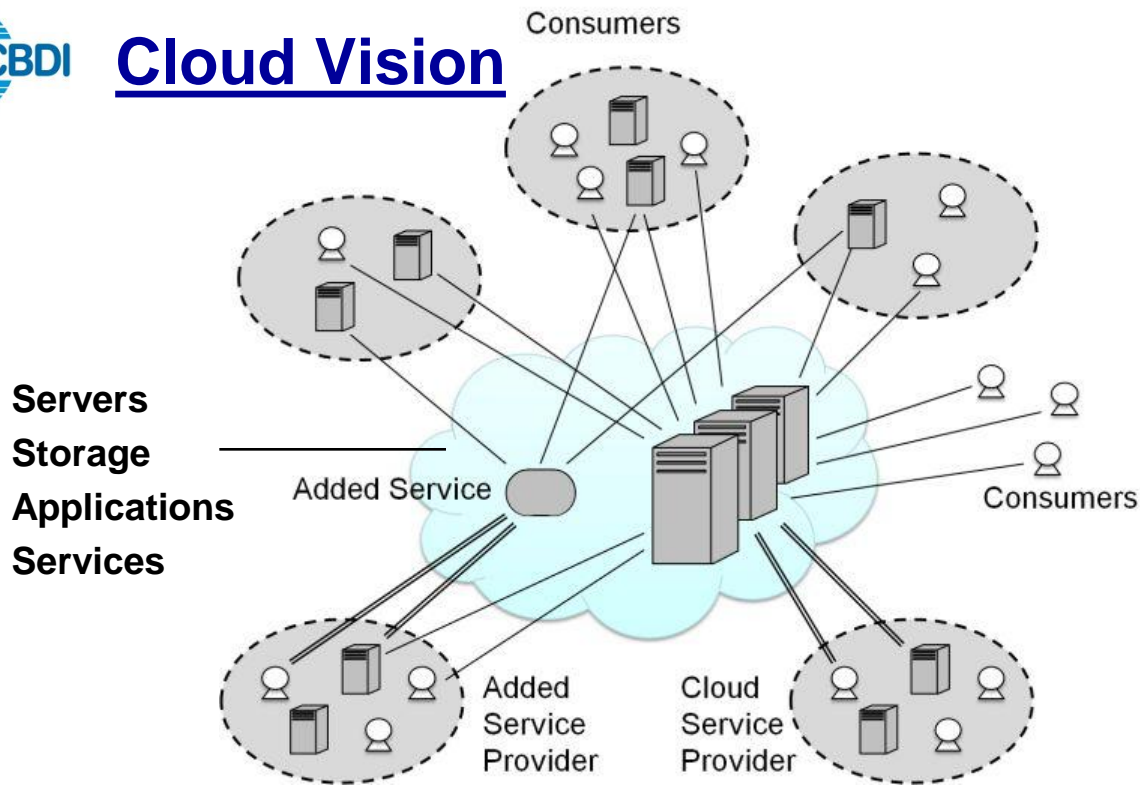 CBDI
Cloud Vision
Consumers
Servers
Storage
Applications
Services
Added Service
Consumers
Added
Service
Provider
Cloud
Service
Provider